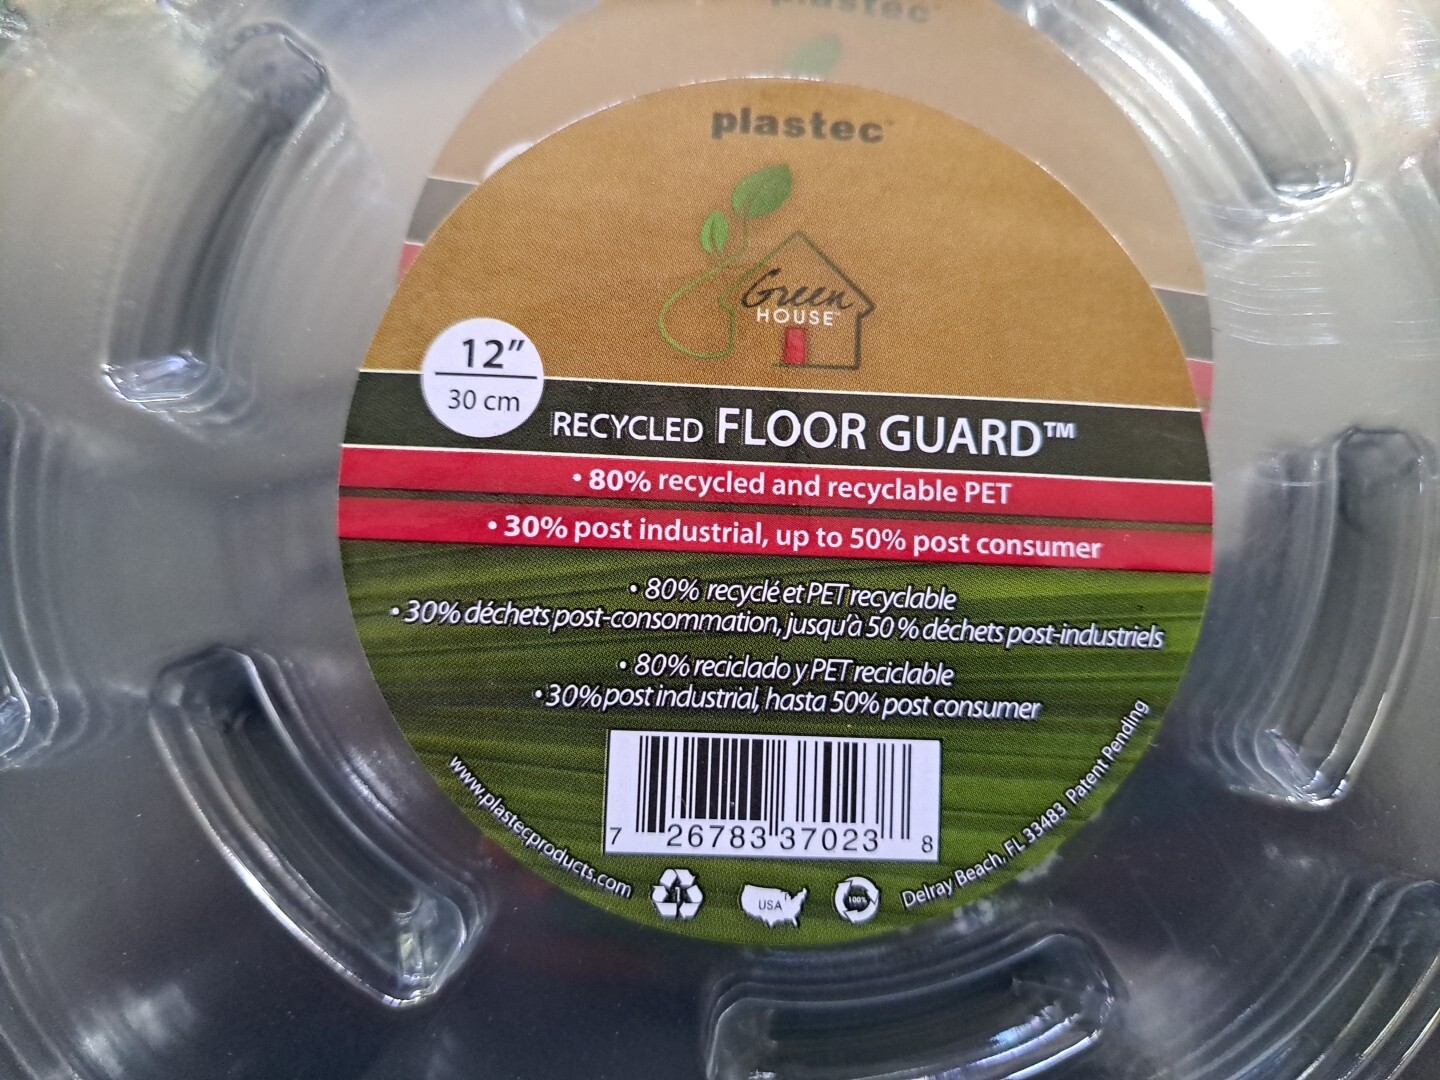 plastec
plastec™
Green
HOUSE™
12"
30 cm
RECYCLED FLOOR GUARD™
• 80% recycled and recyclable PET
• 30% post industrial, up to 50% post consumer
• 80% recyclé et PET recyclable
• 30% déchets post-consommation, jusqu'à 50 % déchets post-industriels
• 80% reciclado y PET reciclable
• 30% post industrial, hasta 50% post consumer
7 26783 37023 8
www.plastecproducts.com
1
USA
100%
Delray Beach, FL 33483 Patent Pending